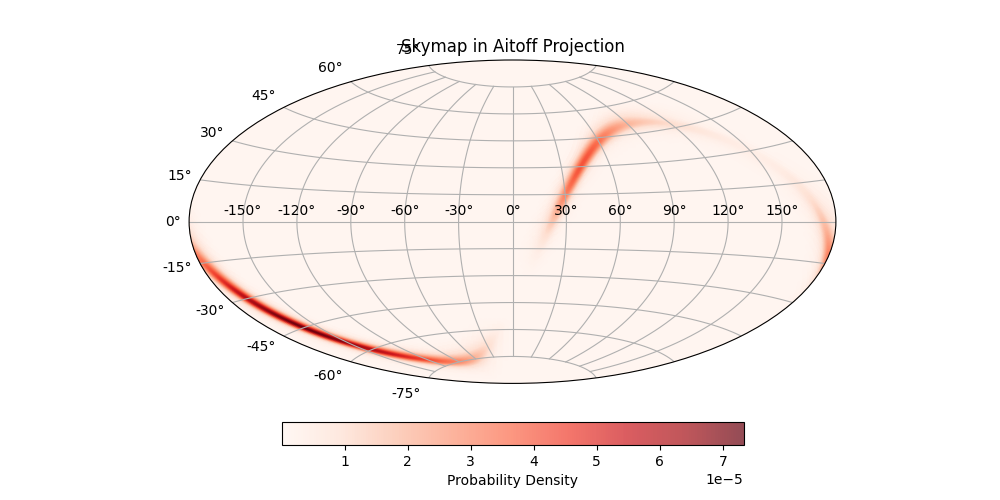 75°
Skymap in Aitoff Projection
60°
45°
30°
15°
-150° -120° -90° -60° -30° 0° 30° 60° 90° 120° 150°
0°
-15°
-30°
-45°
-60°
-75°
1 2 3 4 5 6 7
1e−5
Probability Density